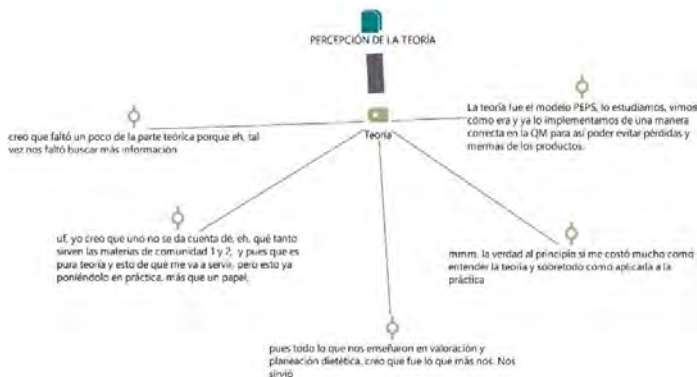 PERCEPCIÓN DE LA TEORÍA
Teoría
creo que faltó un poco de la parte teórica porque eh, tal
vez nos faltó buscar más información
La teoría fue el modelo PEPS, lo estudiamos, vimos
cómo era y ya lo implementamos de una manera
correcta en la QM para así poder evitar pérdidas y
mermas de los productos.
uf, yo creo que uno no se da cuenta de, eh, qué tanto
sirven las materias de comunidad 1 y 2, y pues que es
pura teoría y esto de que me va a servir, pero esto ya
poniéndolo en práctica, más que un papel.
mmm, la verdad al principio si me costó mucho como
entender la teoría y sobretodo como aplicarla a la
práctica
pues todo lo que nos enseñaron en valoración y
planeación dietética, creo que fue lo que más nos. Nos
sirvió